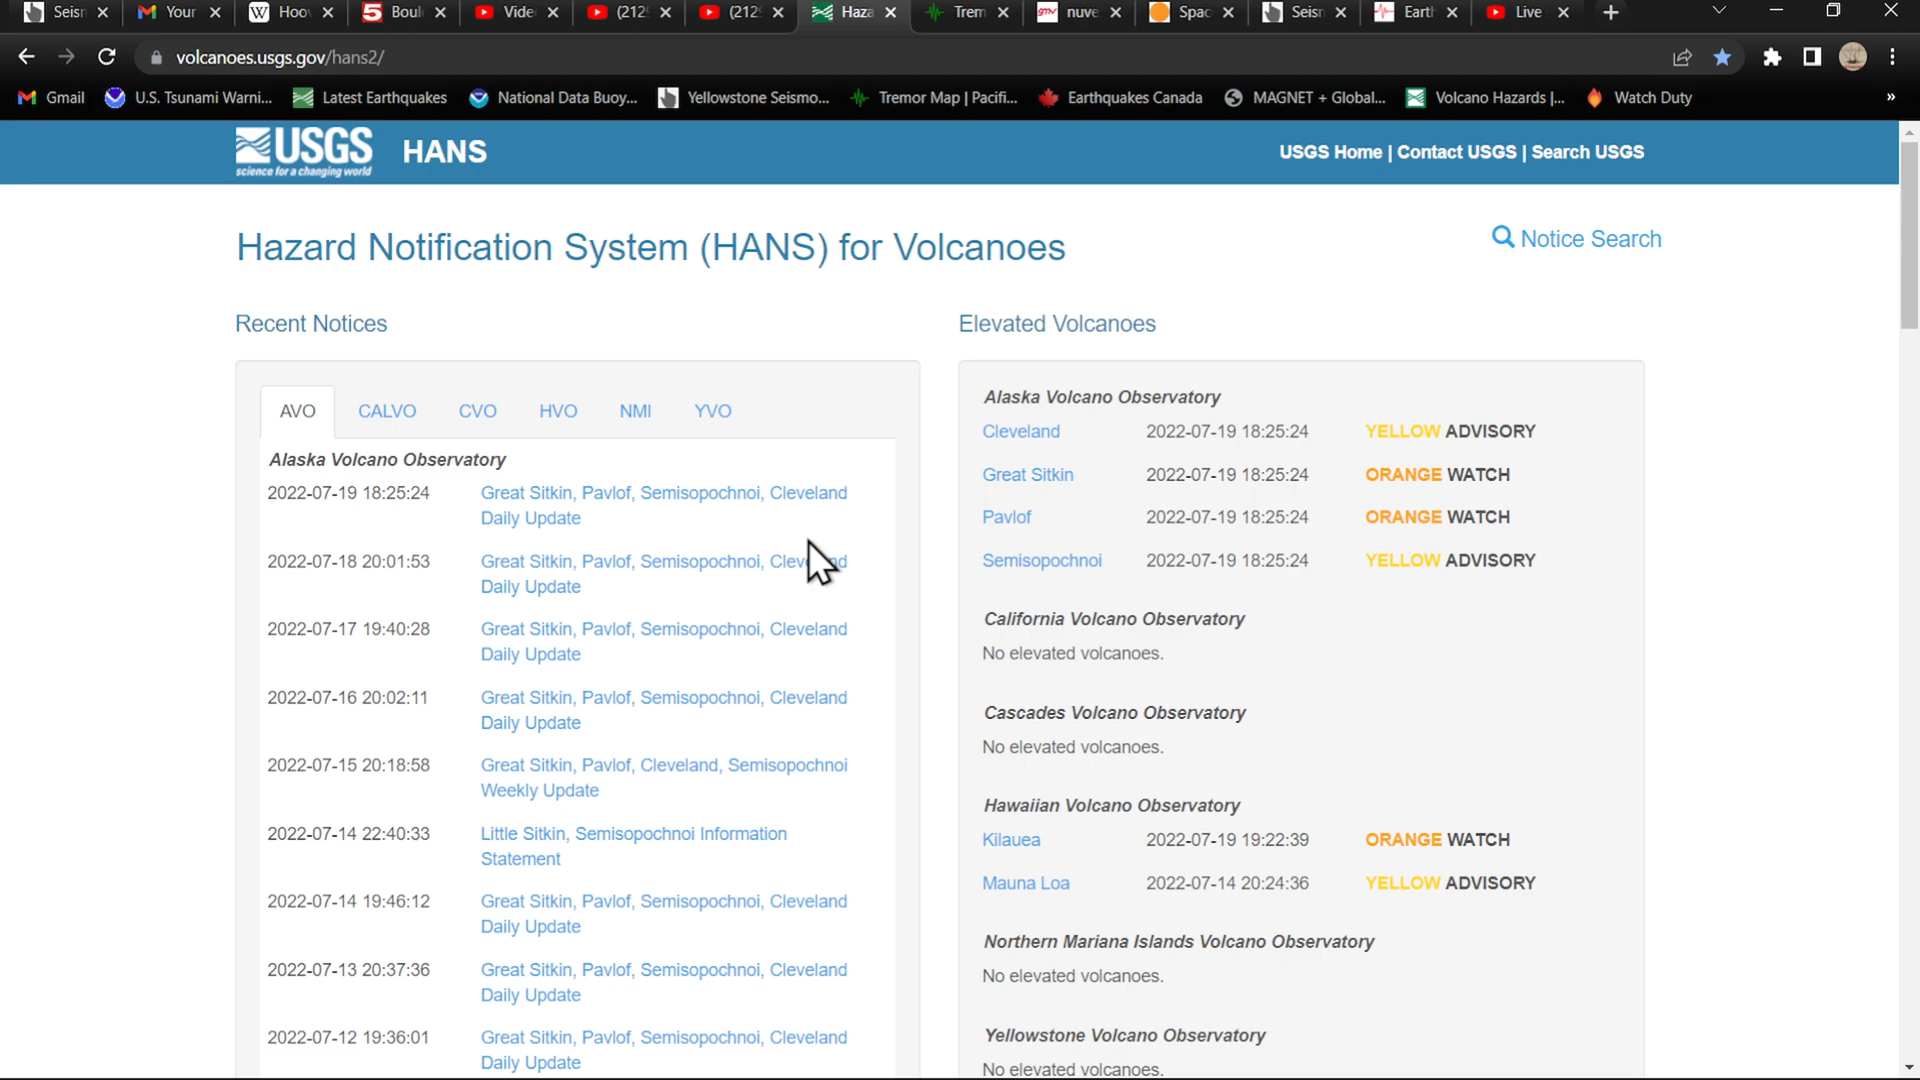 Seisn
Your
Hoov
Boul
Vide
(212
(212
Haza
Trem
nuve
Spac
Seisn
Earth
Live
volcanoes.usgs.gov/hans2/
Gmail
U.S. Tsunami Warni...
Latest Earthquakes
National Data Buoy...
Yellowstone Seismo...
Tremor Map | Pacifi...
Earthquakes Canada
MAGNET + Global...
Volcano Hazards |...
Watch Duty
»
USGS
science for a changing world
HANS
USGS Home | Contact USGS | Search USGS
Hazard Notification System (HANS) for Volcanoes
Notice Search
Recent Notices
AVO CALVO CVO HVO NMI YVO
Alaska Volcano Observatory
2022-07-19 18:25:24 Great Sitkin, Pavlof, Semisopochnoi, Cleveland
Daily Update
2022-07-18 20:01:53 Great Sitkin, Pavlof, Semisopochnoi, Cleveland
Daily Update
2022-07-17 19:40:28 Great Sitkin, Pavlof, Semisopochnoi, Cleveland
Daily Update
2022-07-16 20:02:11 Great Sitkin, Pavlof, Semisopochnoi, Cleveland
Daily Update
2022-07-15 20:18:58 Great Sitkin, Pavlof, Cleveland, Semisopochnoi
Weekly Update
2022-07-14 22:40:33 Little Sitkin, Semisopochnoi Information
Statement
2022-07-14 19:46:12 Great Sitkin, Pavlof, Semisopochnoi, Cleveland
Daily Update
2022-07-13 20:37:36 Great Sitkin, Pavlof, Semisopochnoi, Cleveland
Daily Update
2022-07-12 19:36:01 Great Sitkin, Pavlof, Semisopochnoi, Cleveland
Daily Update
Elevated Volcanoes
Alaska Volcano Observatory
Cleveland 2022-07-19 18:25:24 YELLOW ADVISORY
Great Sitkin 2022-07-19 18:25:24 ORANGE WATCH
Pavlof 2022-07-19 18:25:24 ORANGE WATCH
Semisopochnoi 2022-07-19 18:25:24 YELLOW ADVISORY
California Volcano Observatory
No elevated volcanoes.
Cascades Volcano Observatory
No elevated volcanoes.
Hawaiian Volcano Observatory
Kilauea 2022-07-19 19:22:39 ORANGE WATCH
Mauna Loa 2022-07-14 20:24:36 YELLOW ADVISORY
Northern Mariana Islands Volcano Observatory
No elevated volcanoes.
Yellowstone Volcano Observatory
No elevated volcanoes.